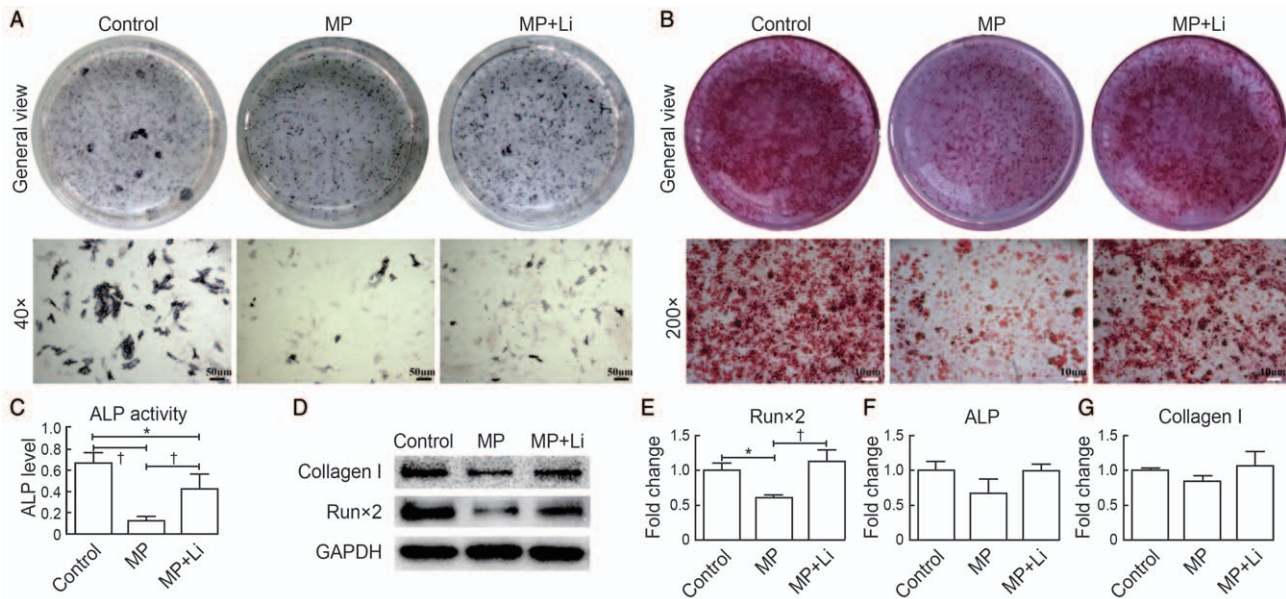 A
Control
MP
MP+Li
General view
40×
50um
50um
50um
B
Control
MP
MP+Li
General view
200×
10um
10um
10um
C
ALP activity
*
†
†
ALP level
1.0
0.8
0.6
0.4
0.2
0
Control
MP
MP+Li
D
Control MP MP+Li
Collagen I
Run×2
GAPDH
E
Run×2
*
†
Fold change
1.5
1.0
0.5
0
Control
MP
MP+Li
F
ALP
Fold change
1.5
1.0
0.5
0
Control
MP
MP+Li
G
Collagen I
Fold change
1.5
1.0
0.5
0
Control
MP
MP+Li